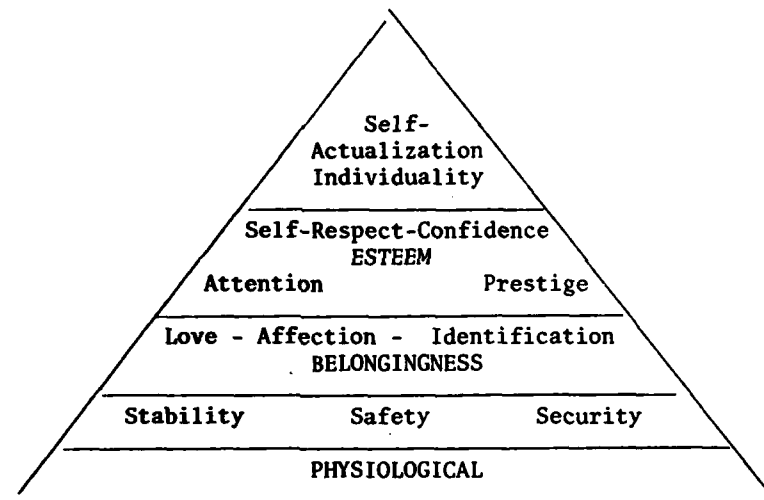 Self-
Actualization
Individuality
Self-Respect-Confidence
ESTEEM
Attention Prestige
Love - Affection - Identification
BELONGINGNESS
Stability Safety Security
PHYSIOLOGICAL